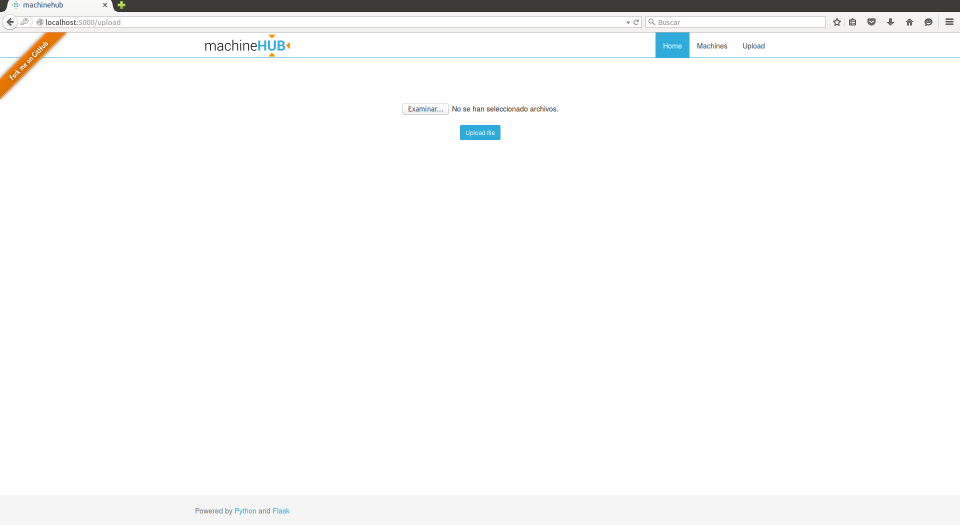 machinehub
localhost:5000/upload
Buscar
Fork me on GitHub
machineHUB
Home
Machines
Upload
Examinar... No se han seleccionado archivos.
Upload file
Powered by Python and Flask